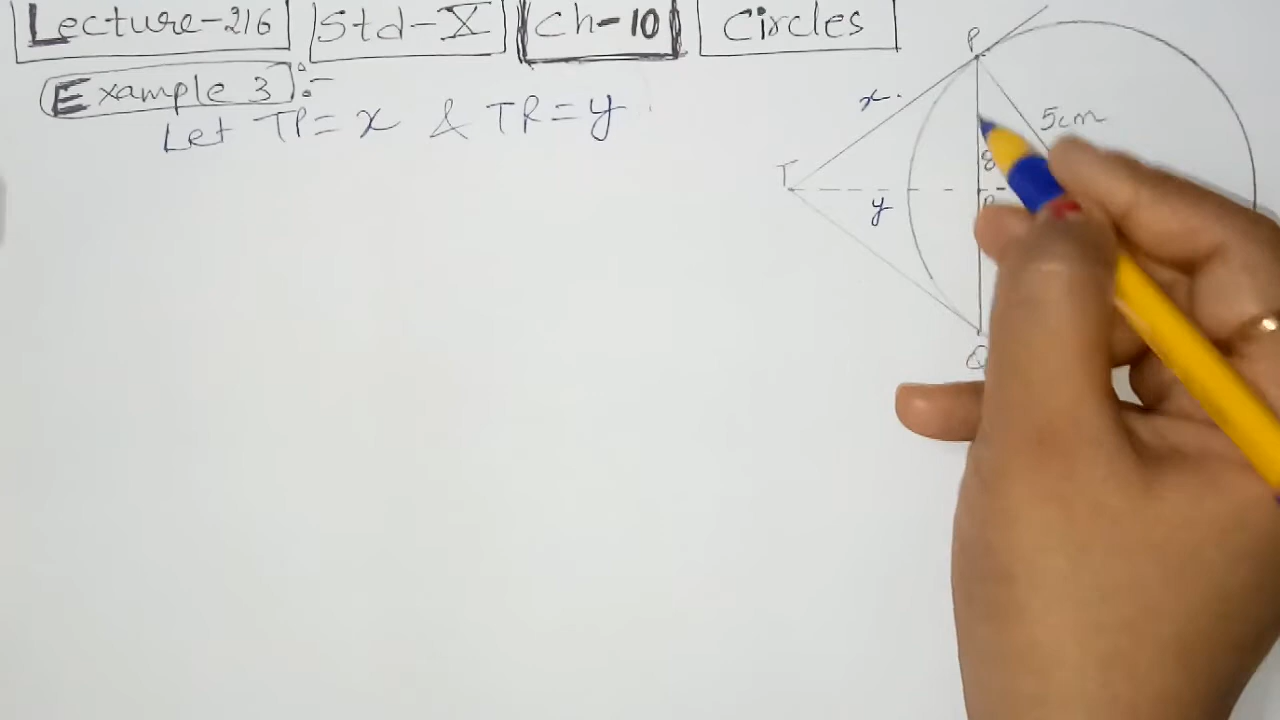 Lecture-216 Std-X Ch-10 Circles
Example 3 :-
Let TP = x & TR = y
P
x
5cm
T
8
y
R
Q